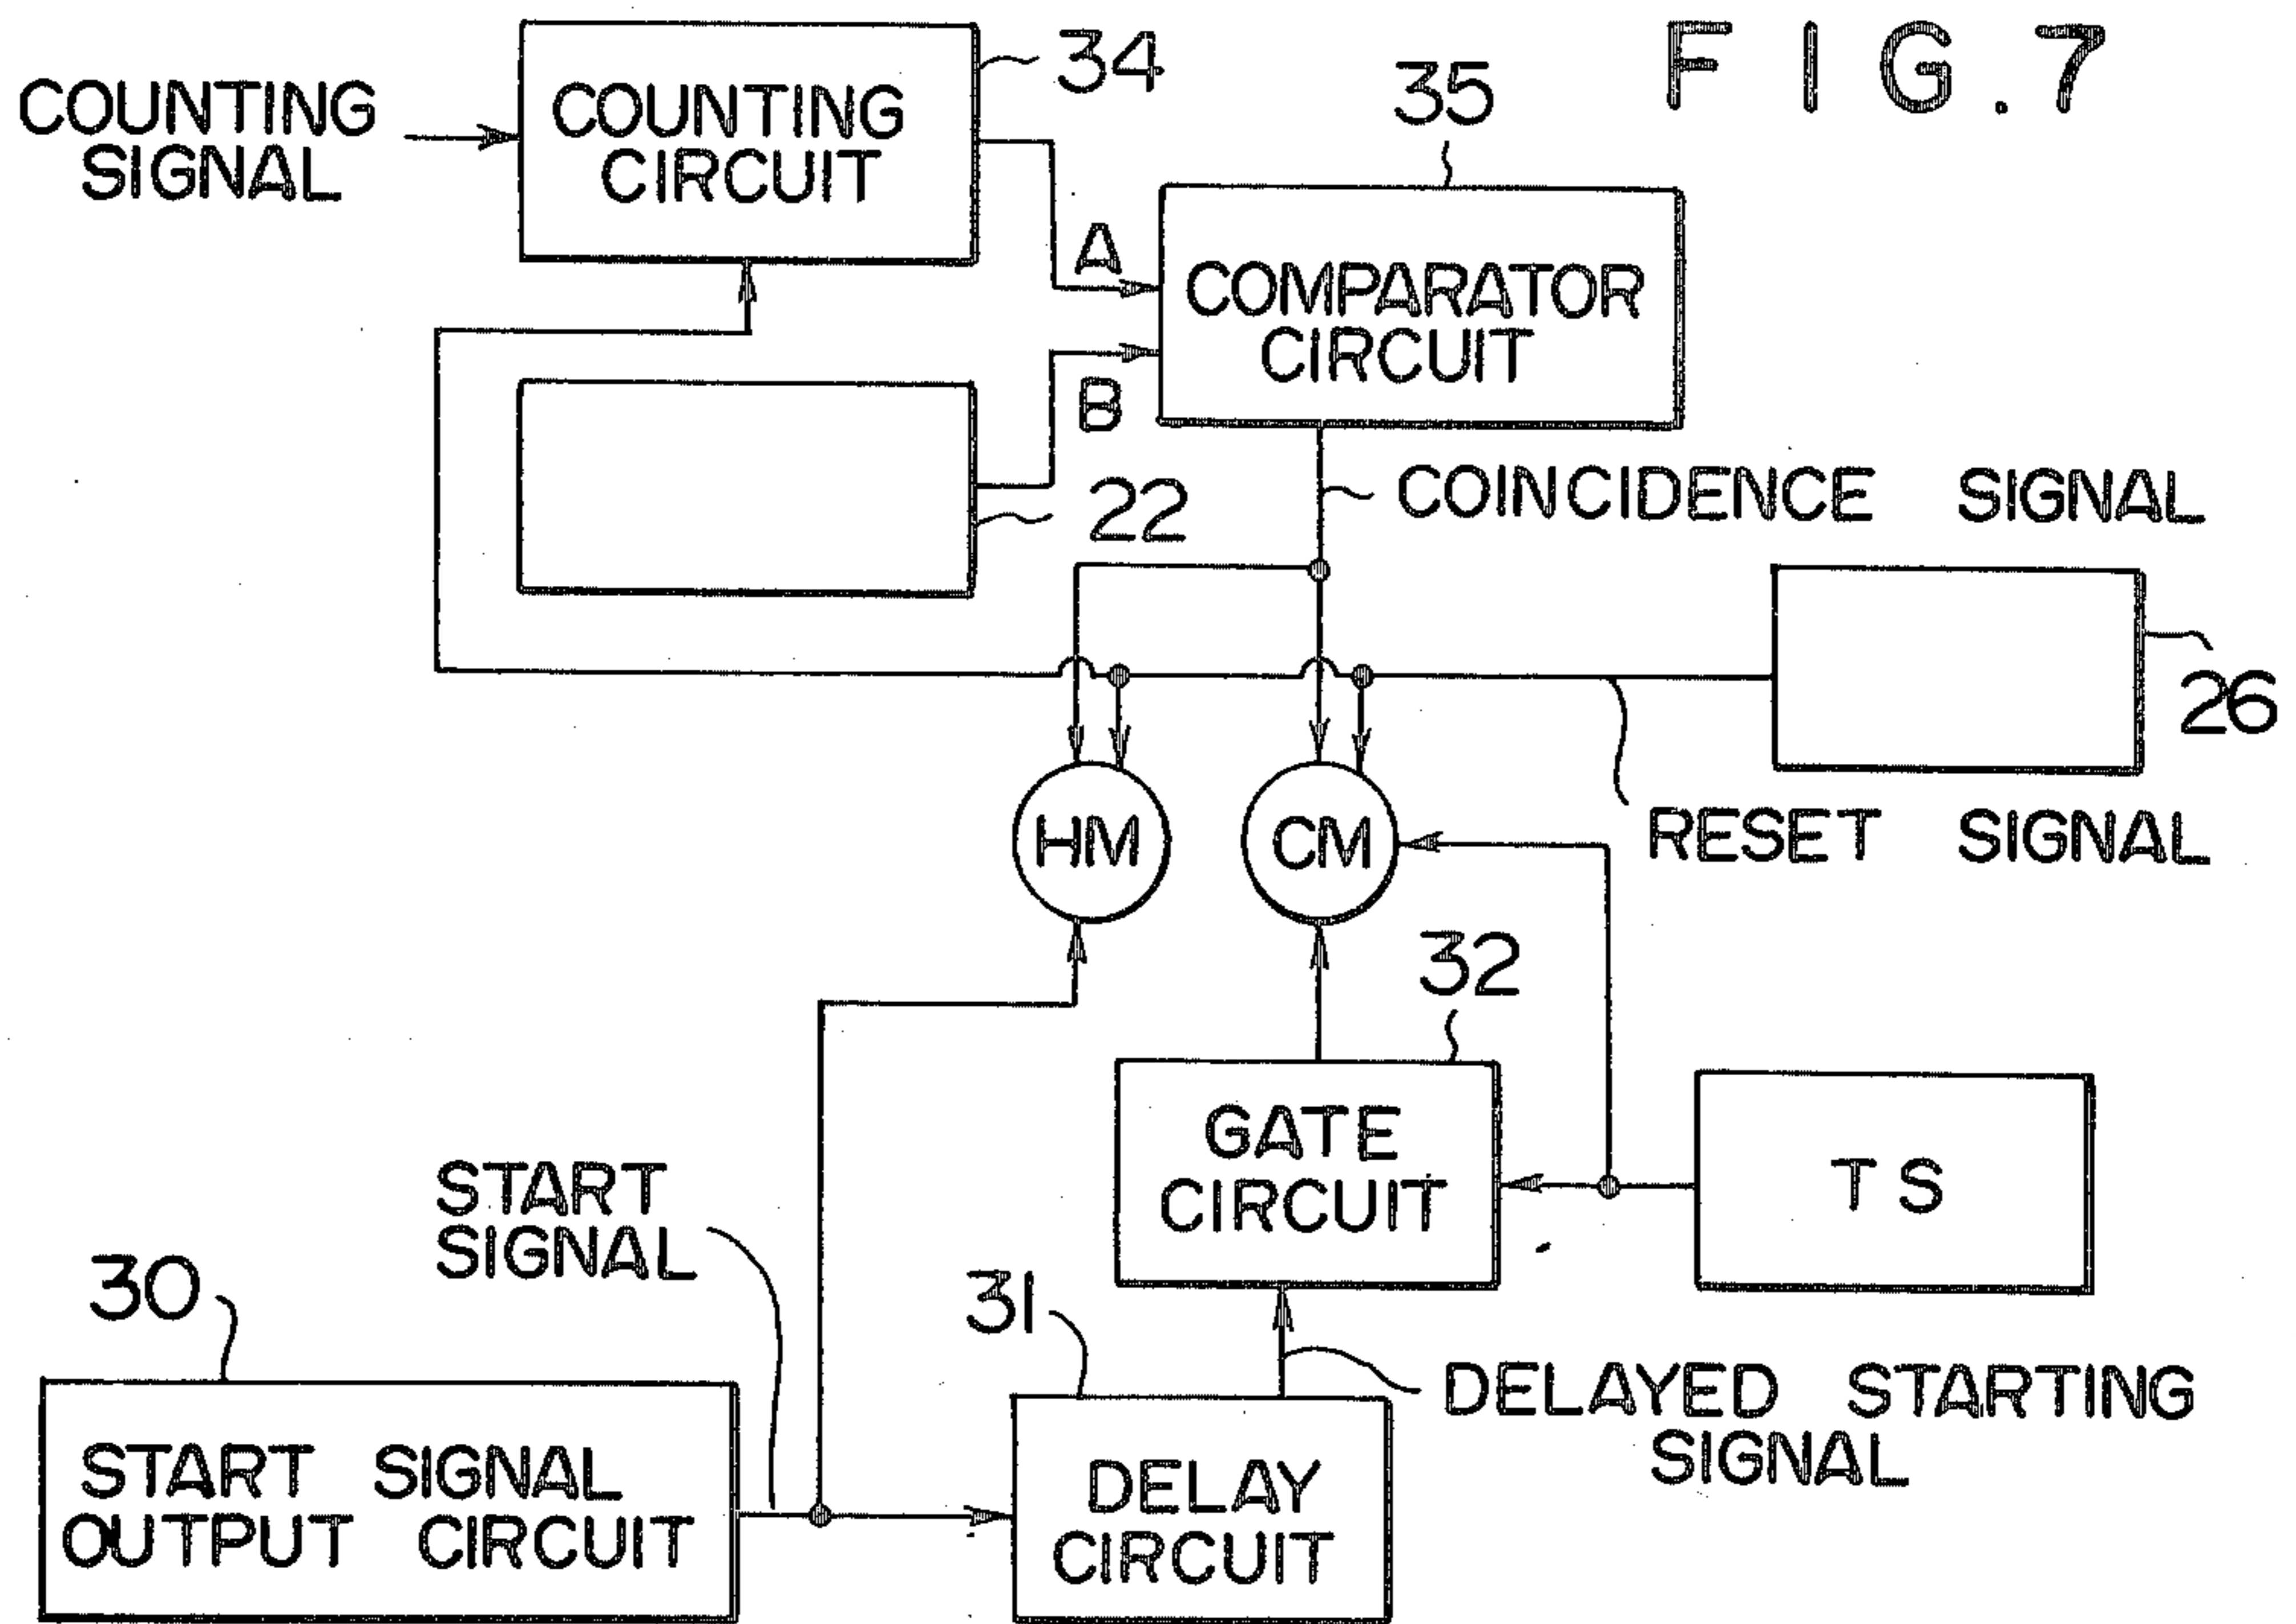 FIG.7
COUNTING
SIGNAL
COUNTING
CIRCUIT
34
35
A
COMPARATOR
CIRCUIT
B
22
COINCIDENCE SIGNAL
26
RESET SIGNAL
HM
CM
32
GATE
CIRCUIT
TS
START
SIGNAL
30
31
DELAYED STARTING
SIGNAL
START SIGNAL
OUTPUT CIRCUIT
DELAY
CIRCUIT